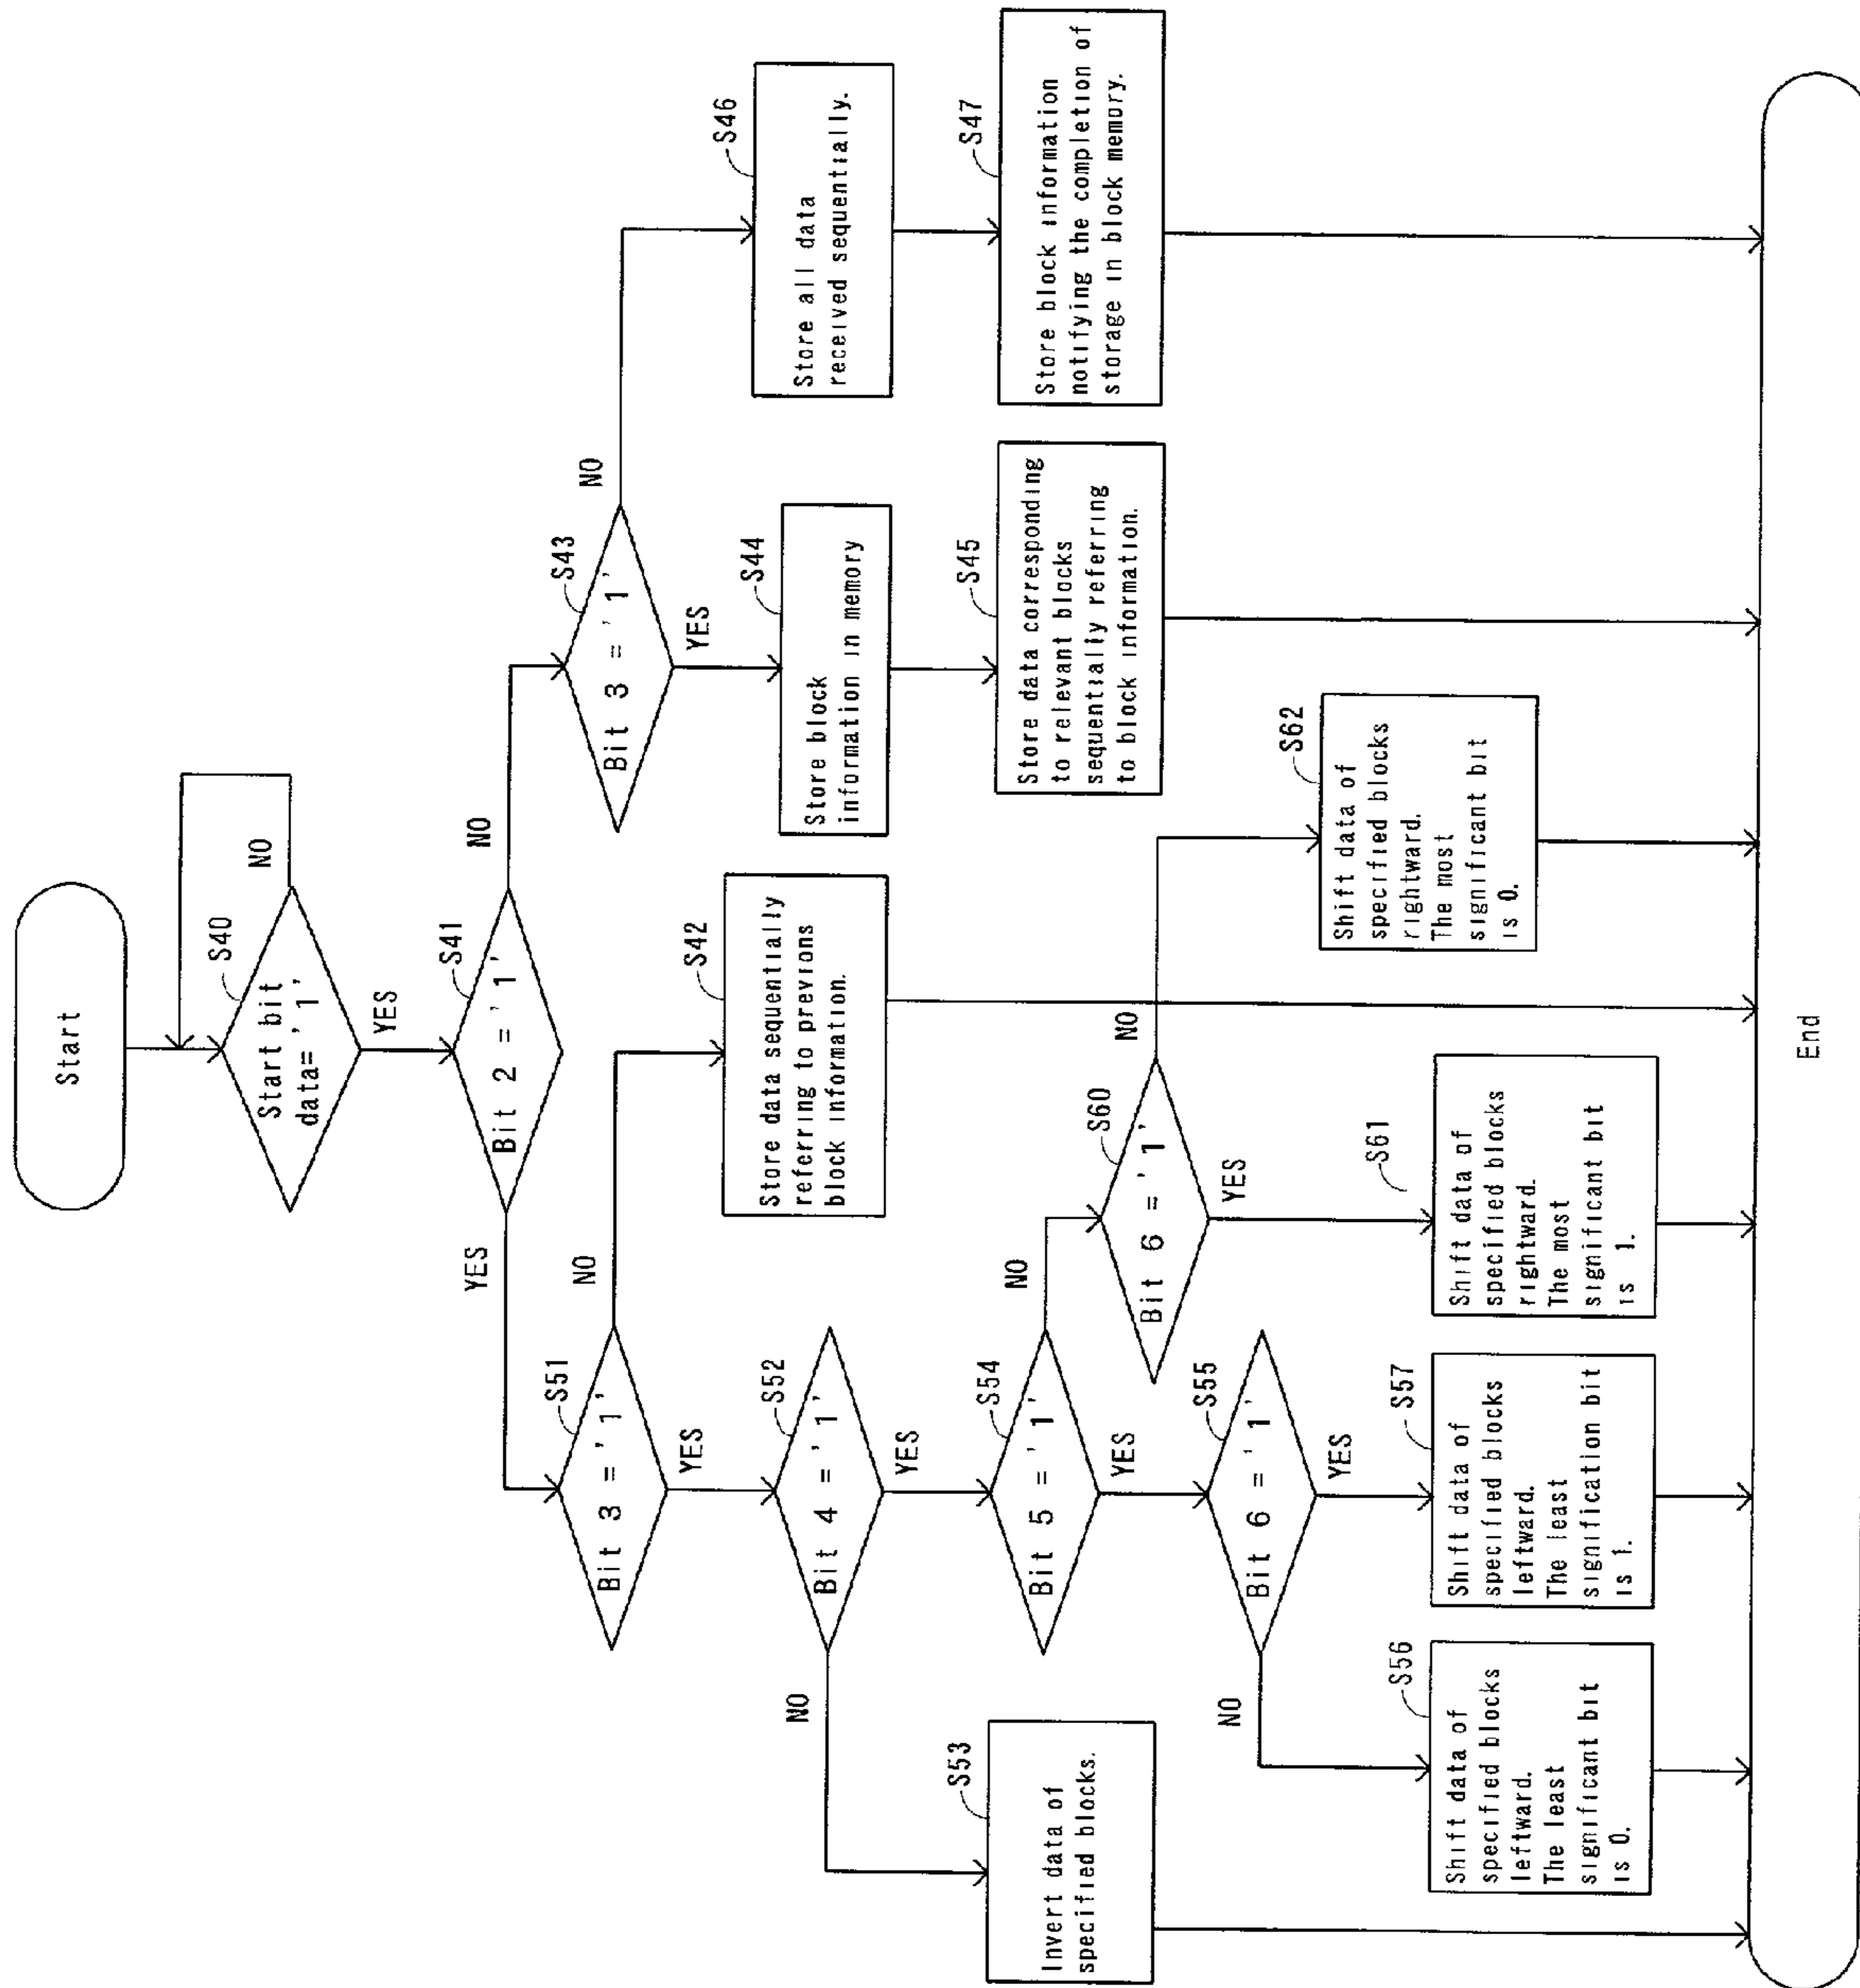 Start
S40
Start bit
data='1'
NO
YES
S41
Bit 2 ='1'
YES
NO
S51
Bit 3 ='1'
NO
YES
S43
Bit 3 ='1'
NO
YES
S52
Bit 4 ='1'
NO
YES
S42
Store data sequentially
referring to previons
block information.
S44
Store block
information in memory
S46
Store all data
received sequentially.
S53
Invert data of
specified blocks.
S54
Bit 5 ='1'
NO
YES
S45
Store data corresponding
to relevant blocks
sequentially referring
to block information.
S47
Store block information
notifying the completion of
storage in block memory.
S55
Bit 6 ='1'
NO
YES
S60
Bit 6 ='1'
NO
YES
S62
Shift data of
specified blocks
rightward.
The most
significant bit
is 0.
S56
Shift data of
specified blocks
leftward.
The least
significant bit
is 0.
S57
Shift data of
specified blocks
leftward.
The least
signification bit
is 1.
S61
Shift data of
specified blocks
rightward.
The most
significant bit
is 1.
End